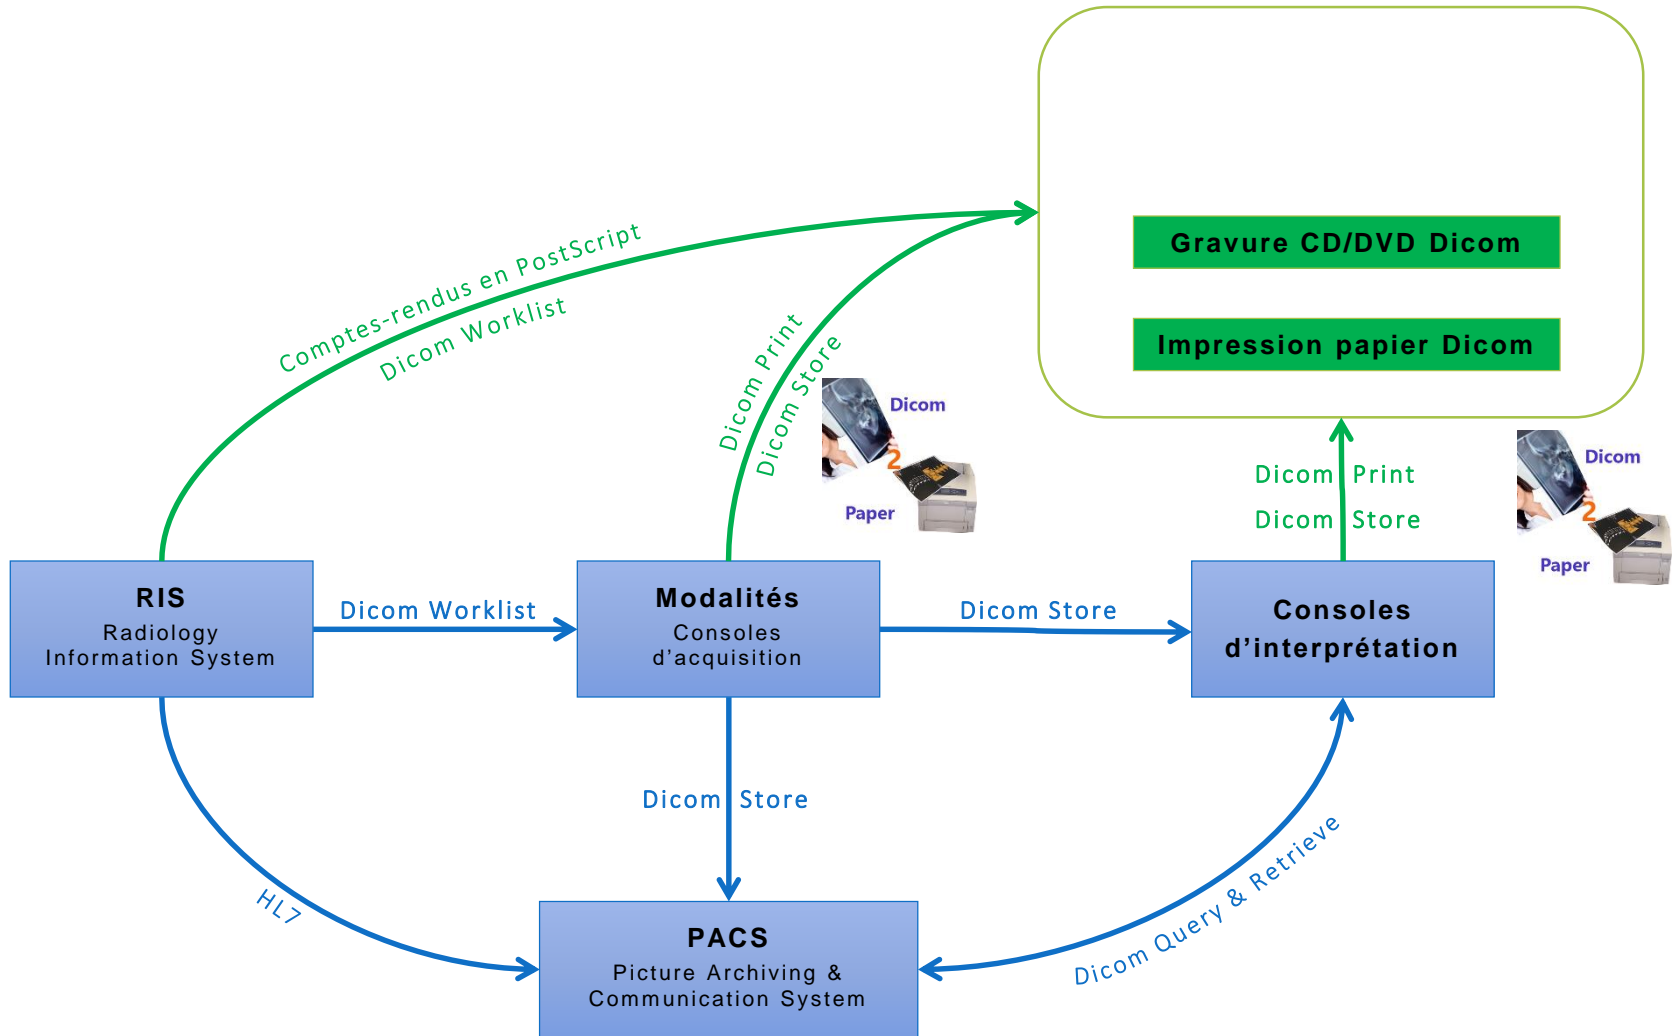 Gravure CD/DVD Dicom
Impression papier Dicom
Comptes-rendus en PostScript
Dicom Worklist
Dicom Print
Dicom Store
Dicom
2
Paper
Dicom Print
Dicom Store
Dicom
2
Paper
RIS
Radiology
Information System
Dicom Worklist
Modalités
Consoles
d’acquisition
Dicom Store
Consoles
d’interprétation
Dicom Store
HL7
Dicom Query & Retrieve
PACS
Picture Archiving &
Communication System